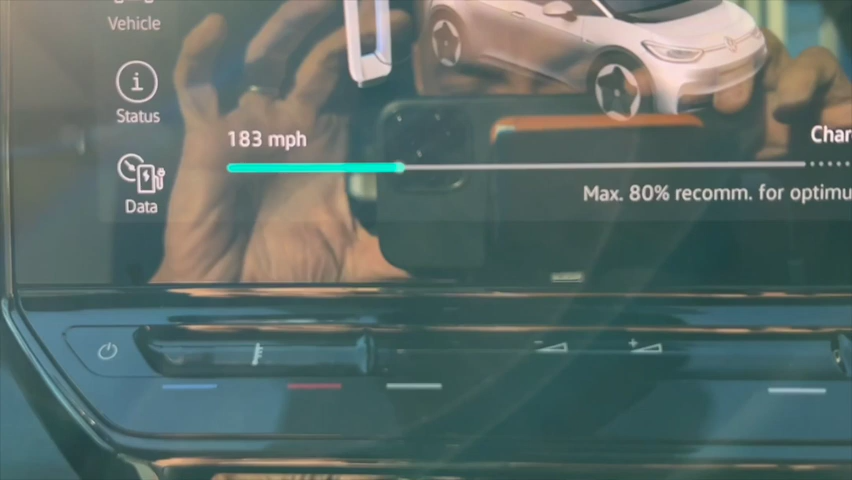 Vehicle
Status
183 mph
Char
Max. 80% recomm. for optimu
Data